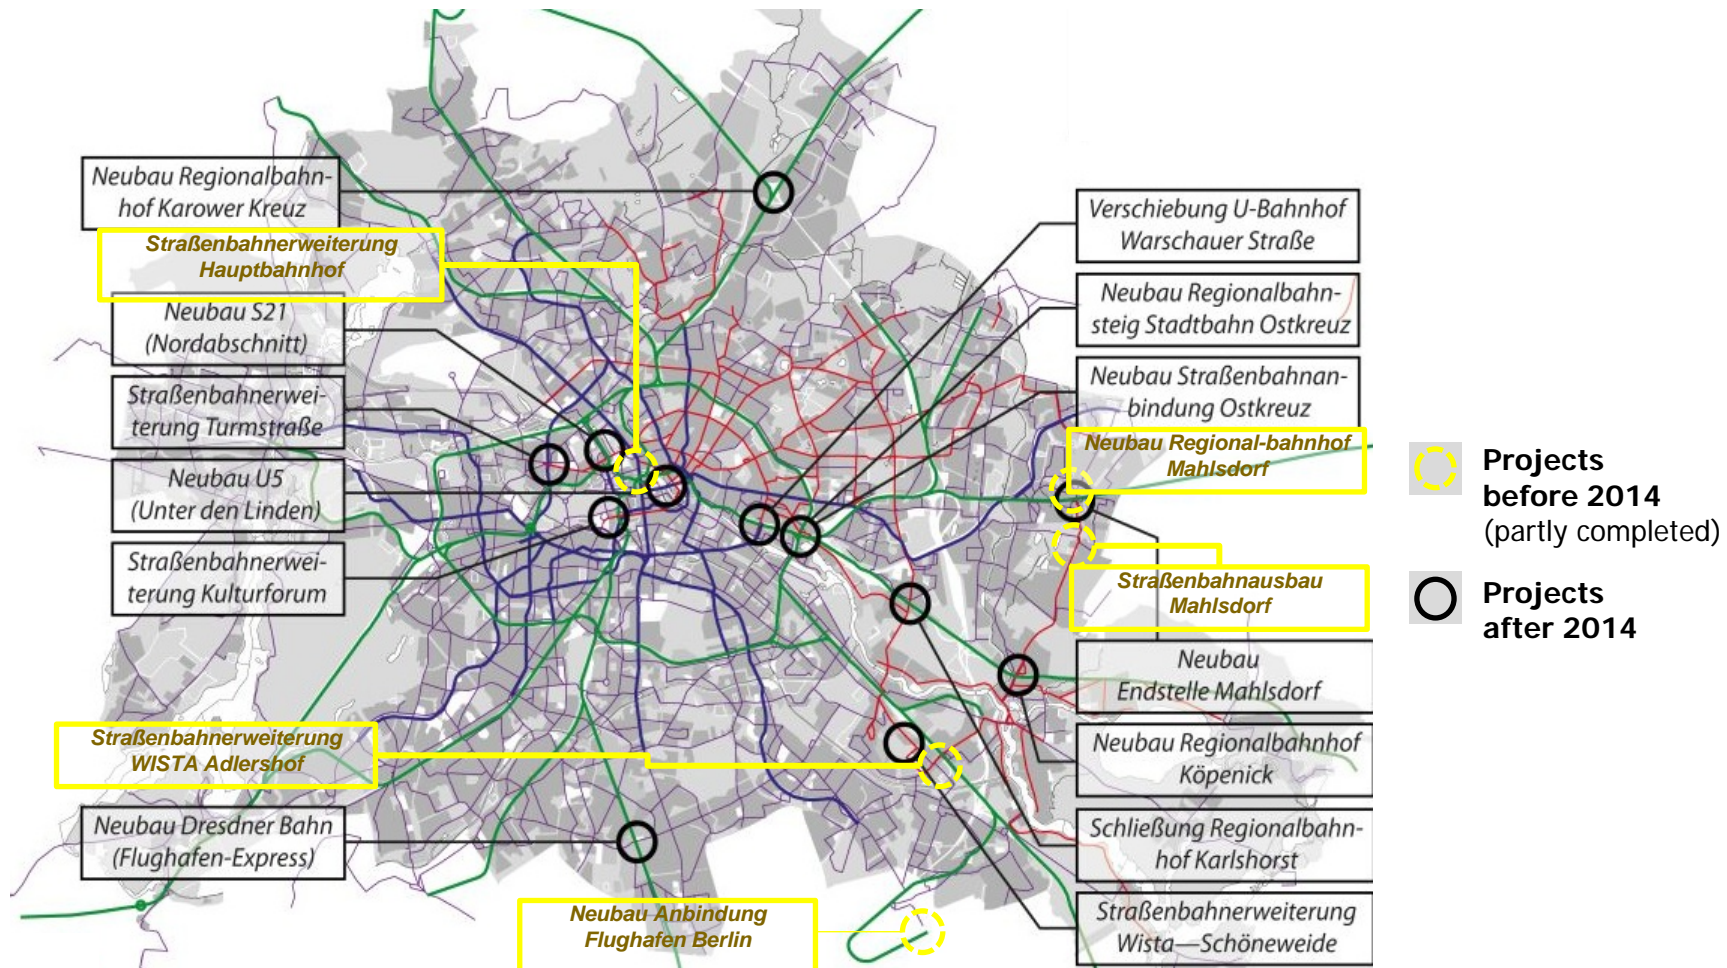 Neubau Regionalbahn-
hof Karower Kreuz
Straßenbahnerweiterung
Hauptbahnhof
Neubau S21
(Nordabschnitt)
Straßenbahnerwei-
terung Turmstraße
Neubau U5
(Unter den Linden)
Straßenbahnerwei-
terung Kulturforum
Straßenbahnerweiterung
WISTA Adlershof
Neubau Dresdner Bahn
(Flughafen-Express)
Neubau Anbindung
Flughafen Berlin
Verschiebung U-Bahnhof
Warschauer Straße
Neubau Regionalbahn-
steig Stadtbahn Ostkreuz
Neubau Straßenbahnan-
bindung Ostkreuz
Neubau Regional-bahnhof
Mahlsdorf
Straßenbahnausbau
Mahlsdorf
Neubau
Endstelle Mahlsdorf
Neubau Regionalbahnhof
Köpenick
Schließung Regionalbahn-
hof Karlshorst
Straßenbahnerweiterung
Wista—Schöneweide
Projects
before 2014
(partly completed)
Projects
after 2014